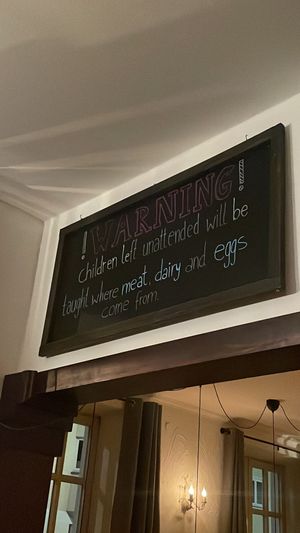 ! WARNING !
children left unattended will be
taught where meat, dairy and eggs
come from.